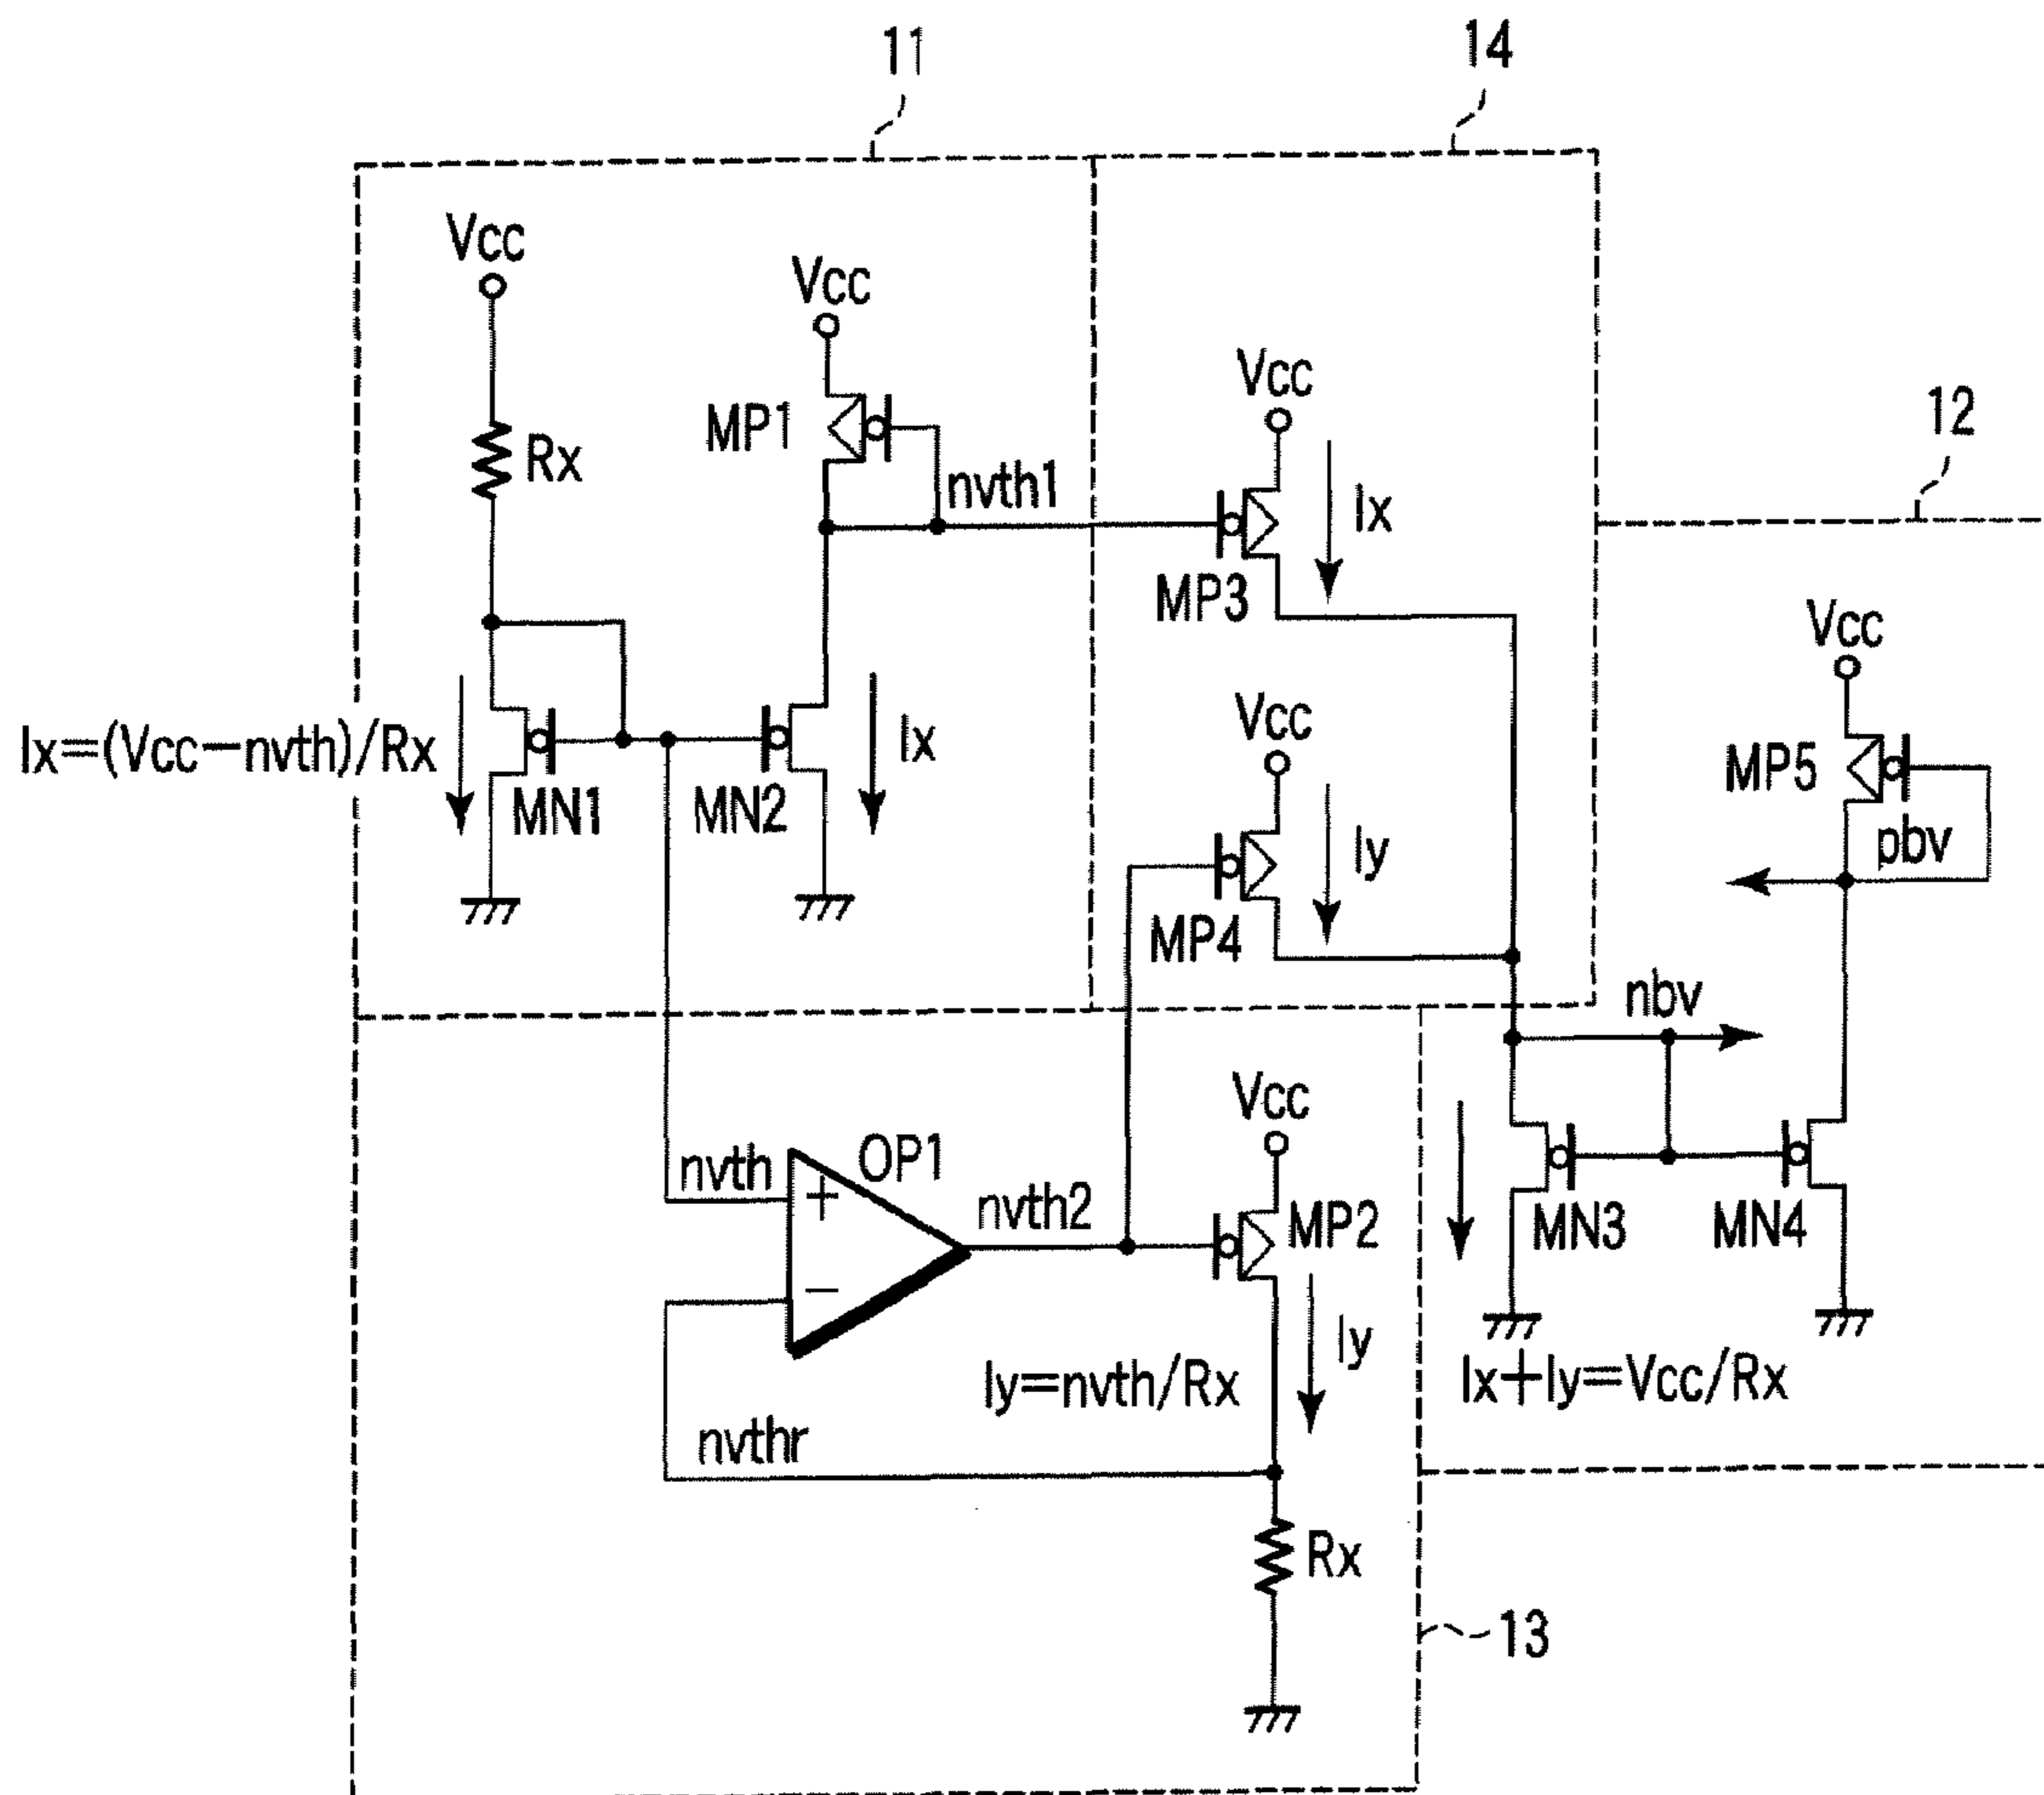 11
14
Vcc
Vcc
Vcc
12
MP1
Rx
nvth1
Ix
MP3
Vcc
Vcc
Ix=(Vcc−nvth)/Rx
Ix
MP5
MN1
MN2
Iy
pbv
MP4
nbv
Vcc
nvth
OP1
+
nvth2
MP2
MN3
MN4
−
Iy
Iy=nvth/Rx
Ix+Iy=Vcc/Rx
nvthr
Rx
13